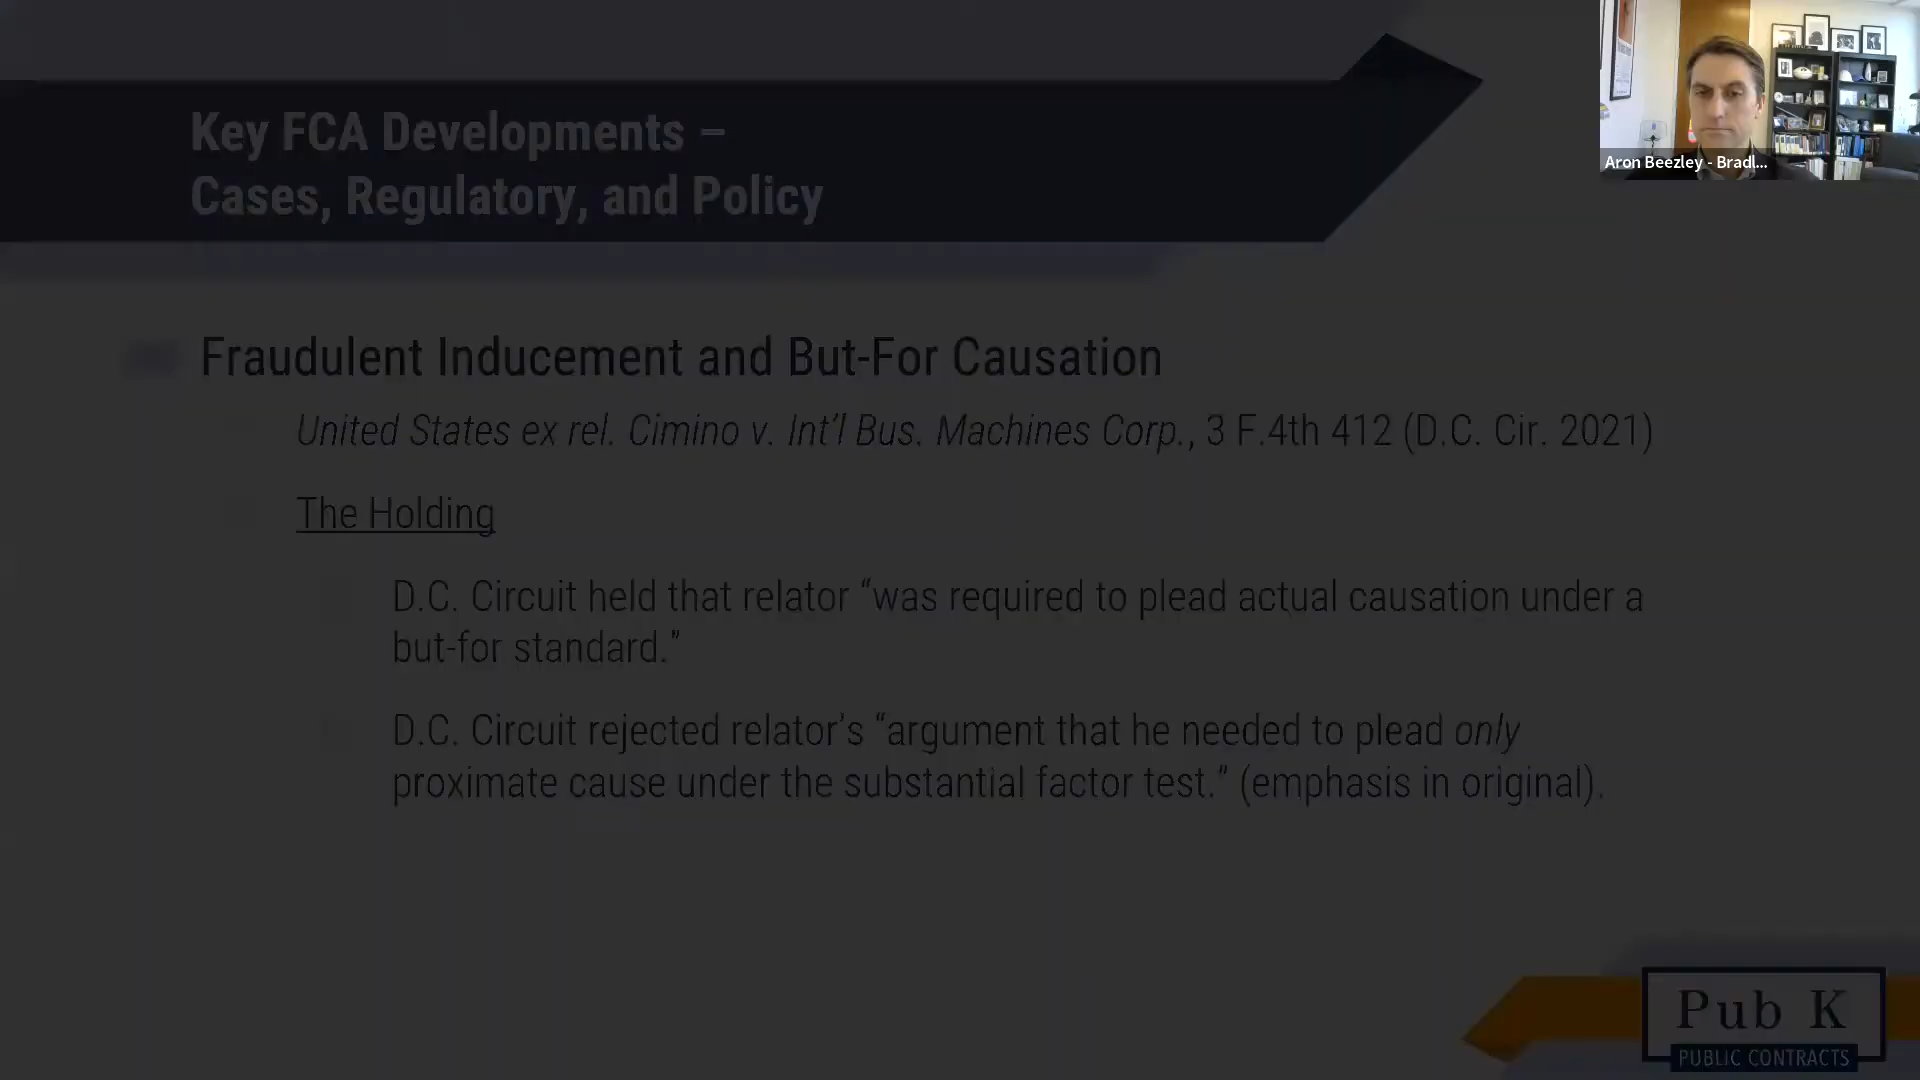 Key FCA Developments –
Cases, Regulatory, and Policy
Aron Beezley - Bradl...
Fraudulent Inducement and But-For Causation
United States ex rel. Cimino v. Int’l Bus. Machines Corp., 3 F.4th 412 (D.C. Cir. 2021)
The Holding
D.C. Circuit held that relator “was required to plead actual causation under a
but-for standard.”
D.C. Circuit rejected relator’s “argument that he needed to plead only
proximate cause under the substantial factor test.” (emphasis in original).
Pub K
PUBLIC CONTRACTS